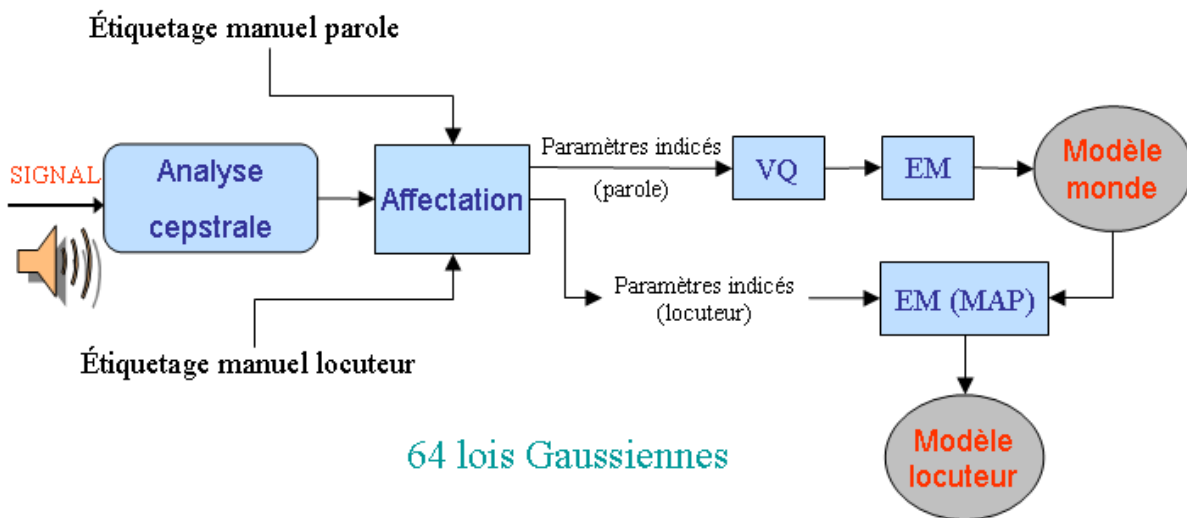 Étiquetage manuel parole
SIGNAL
Analyse
cepstrale
Affectation
Paramètres indicés
(parole)
VQ
EM
Modèle
monde
Paramètres indicés
(locuteur)
EM (MAP)
Étiquetage manuel locuteur
64 lois Gaussiennes
Modèle
locuteur